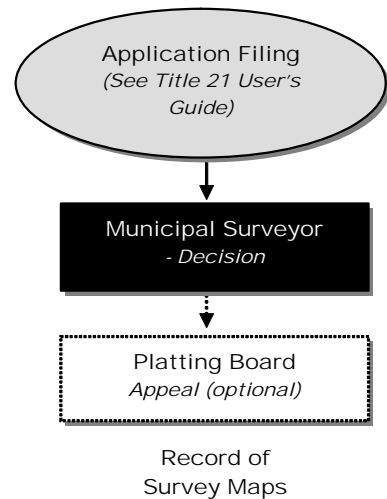 Application Filing
(See Title 21 User's
Guide)
Municipal Surveyor
- Decision
Platting Board
Appeal (optional)
Record of
Survey Maps